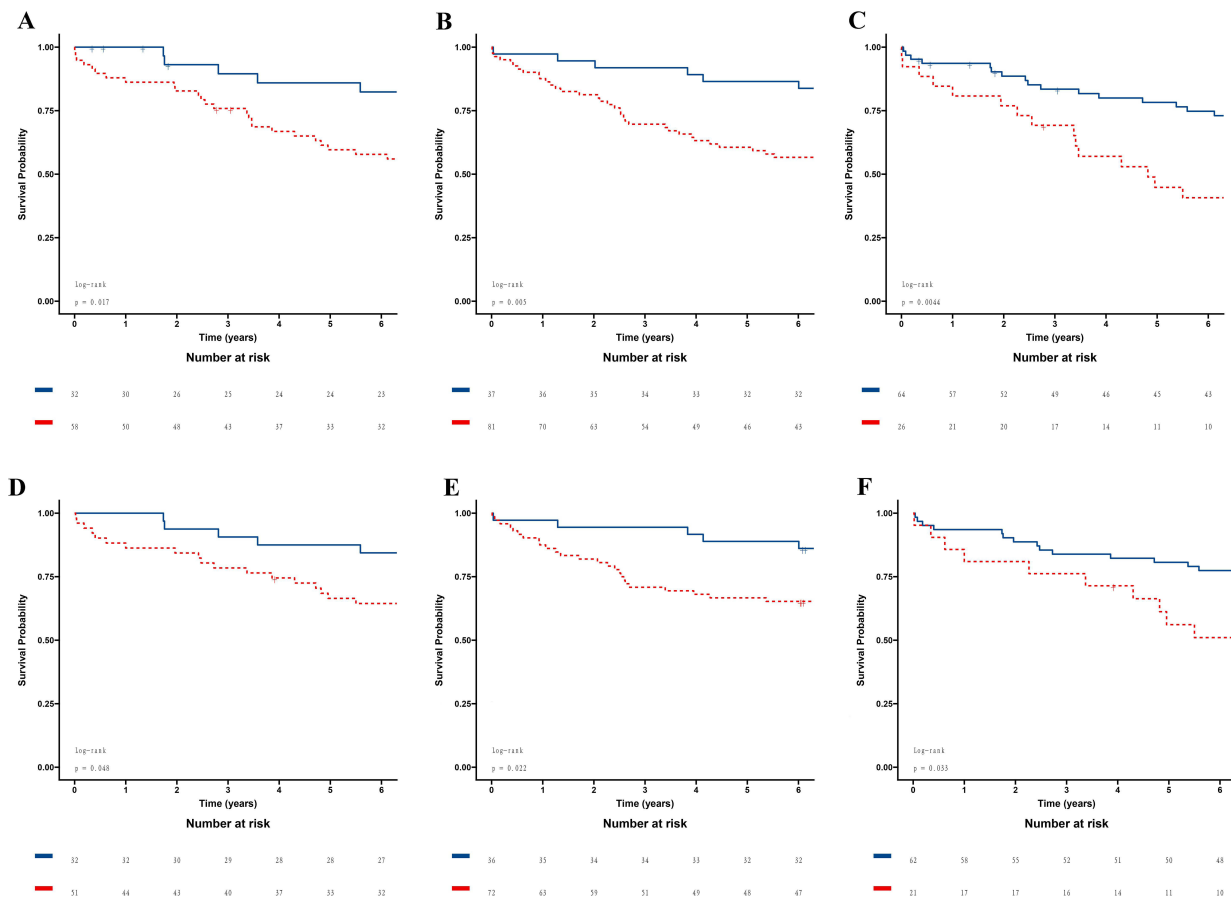 A
Survival Probability
1.00
0.75
0.50
0.25
0.00
log-rank
p = 0.017
0 1 2 3 4 5 6
Time (years)
Number at risk
32 30 26 25 24 24 23
58 50 48 43 37 33 32
B
Survival Probability
1.00
0.75
0.50
0.25
0.00
log-rank
p = 0.005
0 1 2 3 4 5 6
Time (years)
Number at risk
37 36 35 34 33 32 32
81 70 63 54 49 46 43
C
Survival Probability
1.00
0.75
0.50
0.25
0.00
log-rank
p = 0.0044
0 1 2 3 4 5 6
Time (years)
Number at risk
64 57 52 49 46 45 43
26 21 20 17 14 11 10
D
Survival Probability
1.00
0.75
0.50
0.25
0.00
log-rank
p = 0.048
0 1 2 3 4 5 6
Time (years)
Number at risk
32 32 30 29 28 28 27
51 44 43 40 37 33 32
E
Survival Probability
1.00
0.75
0.50
0.25
0.00
log-rank
p = 0.022
0 1 2 3 4 5 6
Time (years)
Number at risk
36 35 34 34 33 32 32
72 63 59 51 49 48 47
F
Survival Probability
1.00
0.75
0.50
0.25
0.00
log-rank
p = 0.033
0 1 2 3 4 5 6
Time (years)
Number at risk
62 58 55 52 51 50 48
21 17 17 16 14 11 10